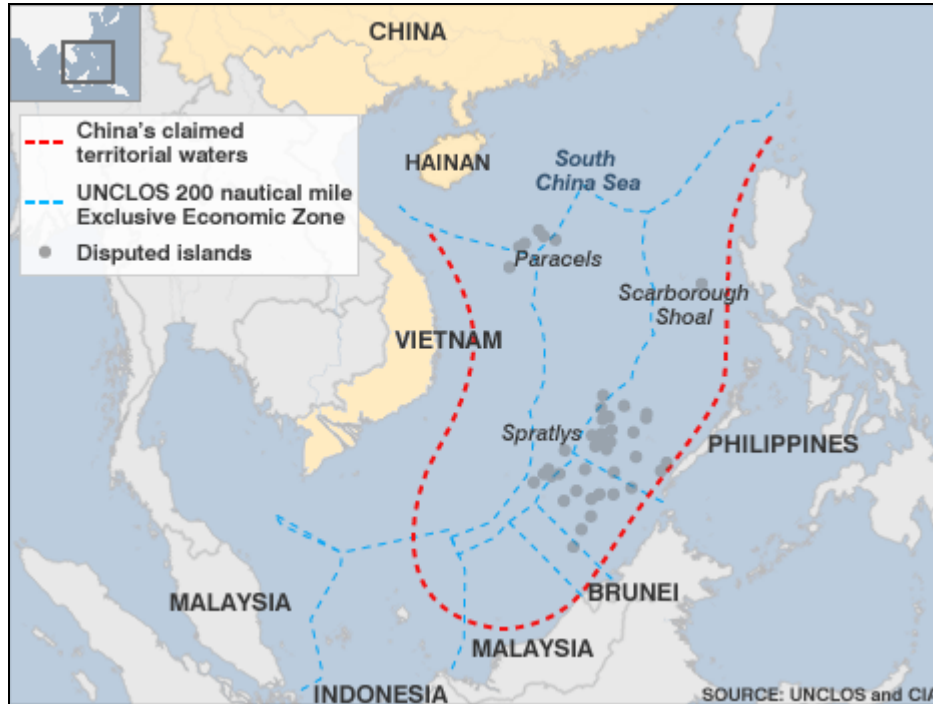 CHINA
China's claimed
territorial waters
UNCLOS 200 nautical mile
Exclusive Economic Zone
Disputed islands
HAINAN
South
China Sea
Paracels
Scarborough
Shoal
VIETNAM
Spratlys
PHILIPPINES
MALAYSIA
BRUNEI
MALAYSIA
INDONESIA
SOURCE: UNCLOS and CIA